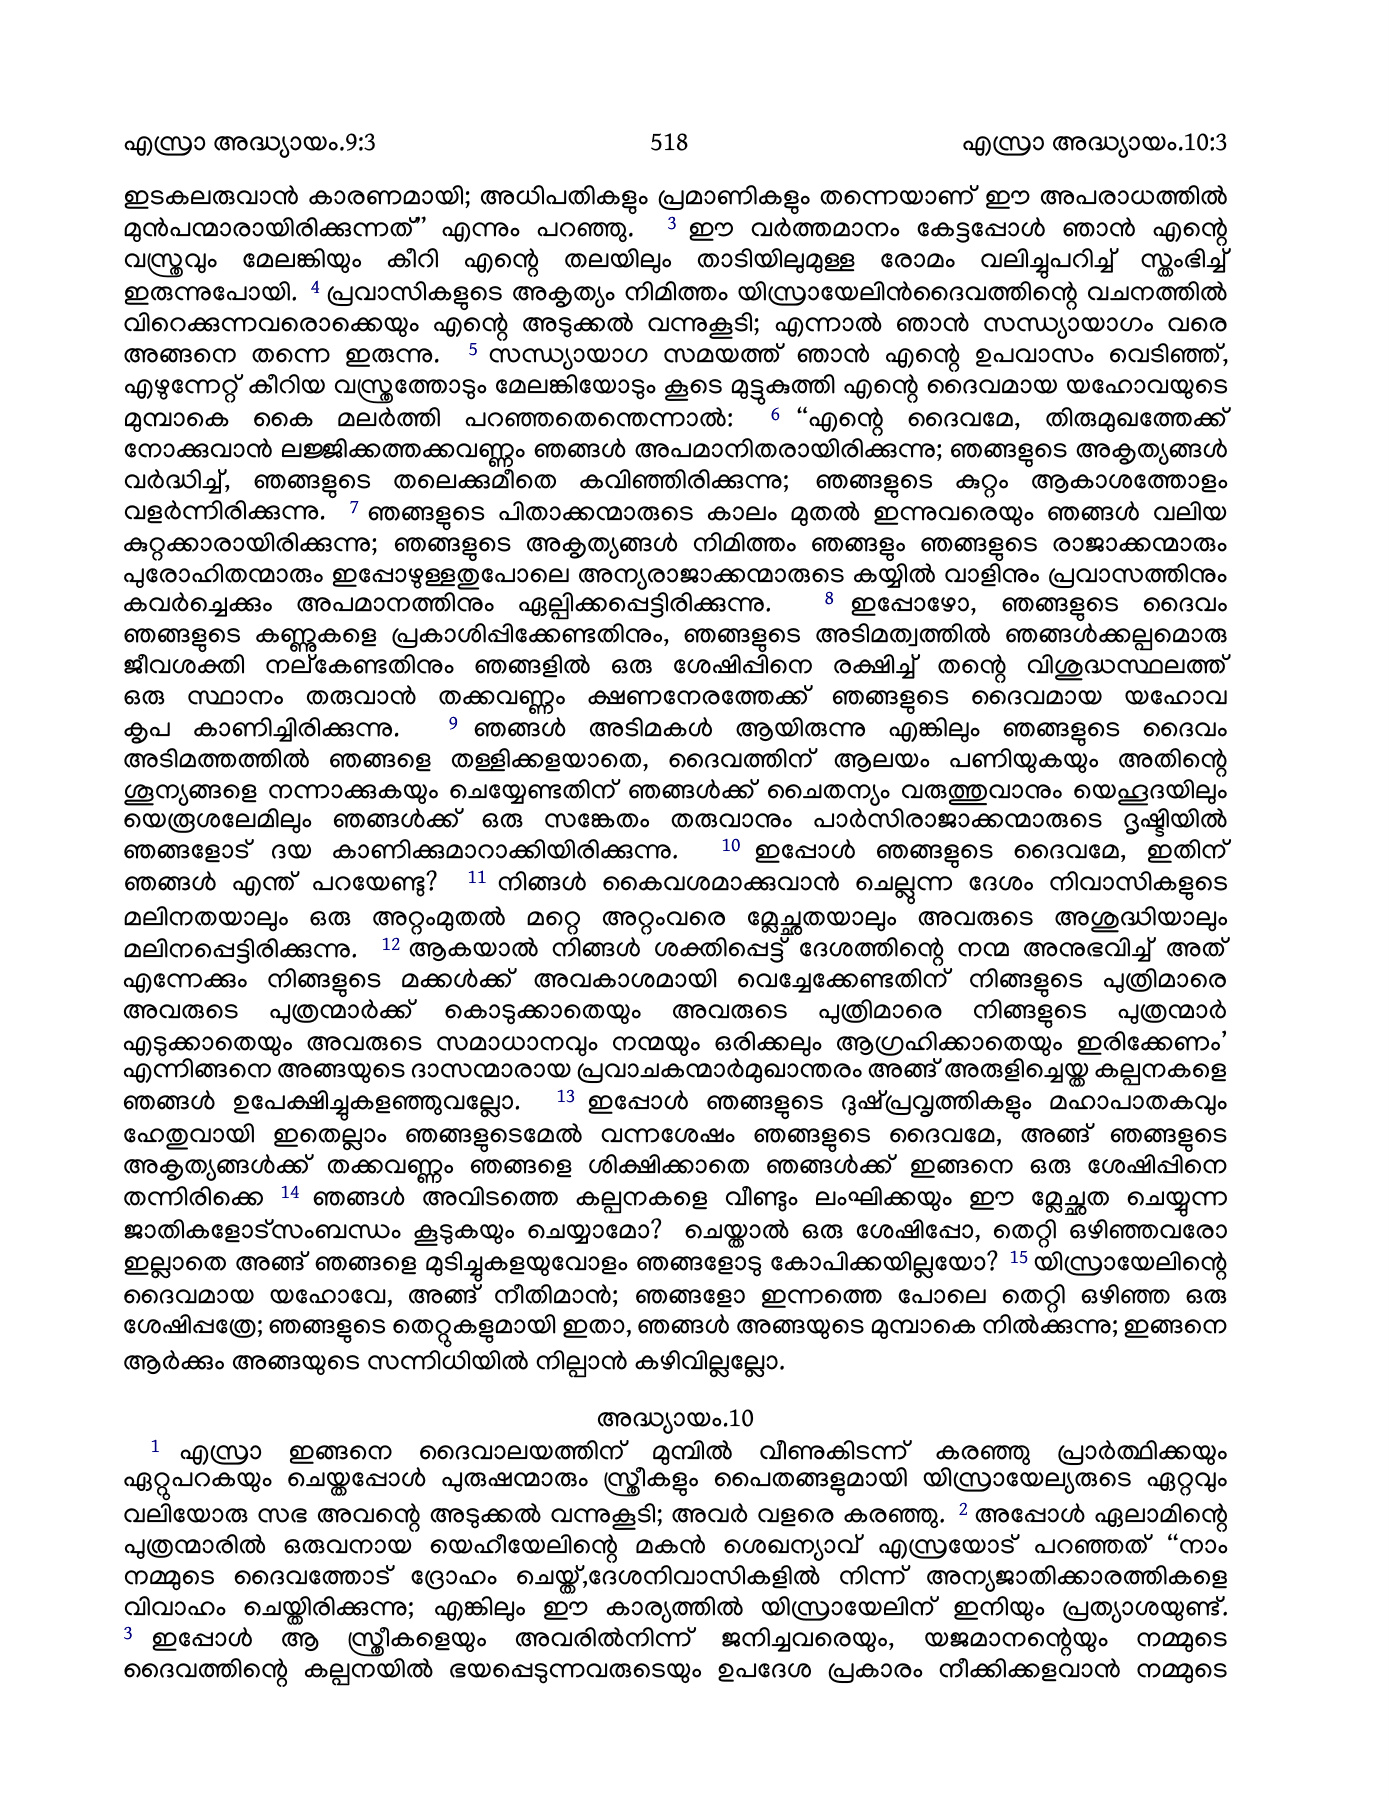 എസ്രാ അദ്ധ്യായം.9:3 518 എസ്രാ അദ്ധ്യായം.10:3
ഇടകലരുവാൻ കാരണമായി; അധിപതികളും പ്രമാണികളും തന്നെയാണ് ഈ അപരാധത്തിൽ
മുൻപന്മാരായിരിക്കുന്നത്” എന്നും പറഞ്ഞു. 3 ഈ വർത്തമാനം കേട്ടപ്പോൾ ഞാൻ എന്റെ
വസ്ത്രവും മേലങ്കിയും കീറി എന്റെ തലയിലും താടിയിലുമുള്ള രോമം വലിച്ചുപറിച്ച് സ്തംഭിച്ച്
ഇരുന്നുപോയി. 4 പ്രവാസികളുടെ അകൃത്യം നിമിത്തം യിസ്രായേലിൻദൈവത്തിന്റെ വചനത്തിൽ
വിറെക്കുന്നവരൊക്കെയും എന്റെ അടുക്കൽ വന്നുകൂടി; എന്നാൽ ഞാൻ സന്ധ്യായാഗം വരെ
അങ്ങനെ തന്നെ ഇരുന്നു. 5 സന്ധ്യായാഗ സമയത്ത് ഞാൻ എന്റെ ഉപവാസം വെടിഞ്ഞ്,
എഴുന്നേറ്റ് കീറിയ വസ്ത്രത്തോടും മേലങ്കിയോടും കൂടെ മുട്ടുകുത്തി എന്റെ ദൈവമായ യഹോവയുടെ
മുമ്പാകെ കൈ മലർത്തി പറഞ്ഞതെന്തെന്നാൽ: 6 “എന്റെ ദൈവമേ, തിരുമുഖത്തേക്ക്
നോക്കുവാൻ ലജ്ജിക്കത്തക്കവണ്ണം ഞങ്ങൾ അപമാനിതരായിരിക്കുന്നു; ഞങ്ങളുടെ അകൃത്യങ്ങൾ
വർദ്ധിച്ച്, ഞങ്ങളുടെ തലെക്കുമീതെ കവിഞ്ഞിരിക്കുന്നു; ഞങ്ങളുടെ കുറ്റം ആകാശത്തോളം
വളർന്നിരിക്കുന്നു. 7 ഞങ്ങളുടെ പിതാക്കന്മാരുടെ കാലം മുതൽ ഇന്നുവരെയും ഞങ്ങൾ വലിയ
കുറ്റക്കാരായിരിക്കുന്നു; ഞങ്ങളുടെ അകൃത്യങ്ങൾ നിമിത്തം ഞങ്ങളും ഞങ്ങളുടെ രാജാക്കന്മാരും
പുരോഹിതന്മാരും ഇപ്പോഴുള്ളതുപോലെ അന്യരാജാക്കന്മാരുടെ കയ്യിൽ വാളിനും പ്രവാസത്തിനും
കവർച്ചെക്കും അപമാനത്തിനും ഏല്പിക്കപ്പെട്ടിരിക്കുന്നു. 8 ഇപ്പോഴോ, ഞങ്ങളുടെ ദൈവം
ഞങ്ങളുടെ കണ്ണുകളെ പ്രകാശിപ്പിക്കേണ്ടതിനും, ഞങ്ങളുടെ അടിമത്വത്തിൽ ഞങ്ങൾക്കല്പമൊരു
ജീവശക്തി നല്കേണ്ടതിനും ഞങ്ങളിൽ ഒരു ശേഷിപ്പിനെ രക്ഷിച്ച് തന്റെ വിശുദ്ധസ്ഥലത്ത്
ഒരു സ്ഥാനം തരുവാൻ തക്കവണ്ണം ക്ഷണനേരത്തേക്ക് ഞങ്ങളുടെ ദൈവമായ യഹോവ
കൃപ കാണിച്ചിരിക്കുന്നു. 9 ഞങ്ങൾ അടിമകൾ ആയിരുന്നു എങ്കിലും ഞങ്ങളുടെ ദൈവം
അടിമത്തത്തിൽ ഞങ്ങളെ തള്ളിക്കളയാതെ, ദൈവത്തിന് ആലയം പണിയുകയും അതിന്റെ
ശൂന്യങ്ങളെ നന്നാക്കുകയും ചെയ്യേണ്ടതിന് ഞങ്ങൾക്ക് ചൈതന്യം വരുത്തുവാനും യെഹൂദയിലും
യെരൂശലേമിലും ഞങ്ങൾക്ക് ഒരു സങ്കേതം തരുവാനും പാർസിരാജാക്കന്മാരുടെ ദൃഷ്ടിയിൽ
ഞങ്ങളോട് ദയ കാണിക്കുമാറാക്കിയിരിക്കുന്നു. 10 ഇപ്പോൾ ഞങ്ങളുടെ ദൈവമേ, ഇതിന്
ഞങ്ങൾ എന്ത് പറയേണ്ടു? 11 നിങ്ങൾ കൈവശമാക്കുവാൻ ചെല്ലുന്ന ദേശം നിവാസികളുടെ
മലിനതയാലും ഒരു അറ്റംമുതൽ മറ്റെ അറ്റംവരെ മ്ലേച്ഛതയാലും അവരുടെ അശുദ്ധിയാലും
മലിനപ്പെട്ടിരിക്കുന്നു. 12 ആകയാൽ നിങ്ങൾ ശക്തിപ്പെട്ട് ദേശത്തിന്റെ നന്മ അനുഭവിച്ച് അത്
എന്നേക്കും നിങ്ങളുടെ മക്കൾക്ക് അവകാശമായി വെച്ചേക്കേണ്ടതിന് നിങ്ങളുടെ പുത്രിമാരെ
അവരുടെ പുത്രന്മാർക്ക് കൊടുക്കാതെയും അവരുടെ പുത്രിമാരെ നിങ്ങളുടെ പുത്രന്മാർ
എടുക്കാതെയും അവരുടെ സമാധാനവും നന്മയും ഒരിക്കലും ആഗ്രഹിക്കാതെയും ഇരിക്കേണം’
എന്നിങ്ങനെ അങ്ങയുടെ ദാസന്മാരായ പ്രവാചകന്മാർമുഖാന്തരം അങ്ങ് അരുളിച്ചെയ്ത കല്പനകളെ
ഞങ്ങൾ ഉപേക്ഷിച്ചുകളഞ്ഞുവല്ലോ. 13 ഇപ്പോൾ ഞങ്ങളുടെ ദുഷ്‌പ്രവൃത്തികളും മഹാപാതകവും
ഹേതുവായി ഇതെല്ലാം ഞങ്ങളുടെമേൽ വന്നശേഷം ഞങ്ങളുടെ ദൈവമേ, അങ്ങ് ഞങ്ങളുടെ
അകൃത്യങ്ങൾക്ക് തക്കവണ്ണം ഞങ്ങളെ ശിക്ഷിക്കാതെ ഞങ്ങൾക്ക് ഇങ്ങനെ ഒരു ശേഷിപ്പിനെ
തന്നിരിക്കെ 14 ഞങ്ങൾ അവിടത്തെ കല്പനകളെ വീണ്ടും ലംഘിക്കയും ഈ മ്ലേച്ഛത ചെയ്യുന്ന
ജാതികളോട്സംബന്ധം കൂടുകയും ചെയ്യാമോ? ചെയ്താൽ ഒരു ശേഷിപ്പോ, തെറ്റി ഒഴിഞ്ഞവരോ
ഇല്ലാതെ അങ്ങ് ഞങ്ങളെ മുടിച്ചുകളയുവോളം ഞങ്ങളോടു കോപിക്കയില്ലയോ? 15 യിസ്രായേലിന്റെ
ദൈവമായ യഹോവേ, അങ്ങ് നീതിമാൻ; ഞങ്ങളോ ഇന്നത്തെ പോലെ തെറ്റി ഒഴിഞ്ഞ ഒരു
ശേഷിപ്പത്രേ; ഞങ്ങളുടെ തെറ്റുകളുമായി ഇതാ, ഞങ്ങൾ അങ്ങയുടെ മുമ്പാകെ നിൽക്കുന്നു; ഇങ്ങനെ
ആർക്കും അങ്ങയുടെ സന്നിധിയിൽ നില്പാൻ കഴിവില്ലല്ലോ.
അദ്ധ്യായം.10
1 എസ്രാ ഇങ്ങനെ ദൈവാലയത്തിന് മുമ്പിൽ വീണുകിടന്ന് കരഞ്ഞു പ്രാർത്ഥിക്കയും
ഏറ്റുപറകയും ചെയ്തപ്പോൾ പുരുഷന്മാരും സ്ത്രീകളും പൈതങ്ങളുമായി യിസ്രായേല്യരുടെ ഏറ്റവും
വലിയോരു സഭ അവന്റെ അടുക്കൽ വന്നുകൂടി; അവർ വളരെ കരഞ്ഞു. 2 അപ്പോൾ ഏലാമിന്റെ
പുത്രന്മാരിൽ ഒരുവനായ യെഹീയേലിന്റെ മകൻ ശെഖന്യാവ് എസ്രയോട് പറഞ്ഞത് “നാം
നമ്മുടെ ദൈവത്തോട് ദ്രോഹം ചെയ്ത്,ദേശനിവാസികളിൽ നിന്ന് അന്യജാതിക്കാരത്തികളെ
വിവാഹം ചെയ്തിരിക്കുന്നു; എങ്കിലും ഈ കാര്യത്തിൽ യിസ്രായേലിന് ഇനിയും പ്രത്യാശയുണ്ട്.
3 ഇപ്പോൾ ആ സ്ത്രീകളെയും അവരിൽനിന്ന് ജനിച്ചവരെയും, യജമാനന്റെയും നമ്മുടെ
ദൈവത്തിന്റെ കല്പനയിൽ ഭയപ്പെടുന്നവരുടെയും ഉപദേശ പ്രകാരം നീക്കിക്കളവാൻ നമ്മുടെ